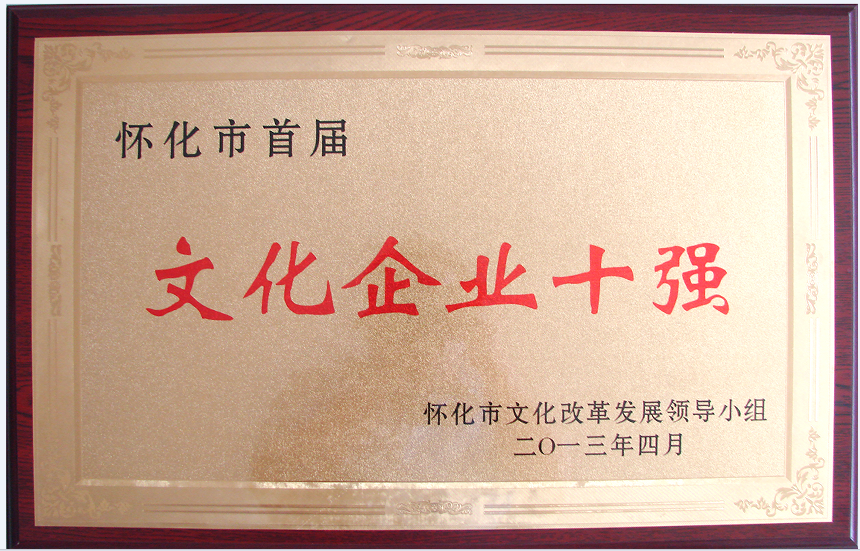 怀化市首届
文化企业十强
怀化市文化改革发展领导小组
二〇一三年四月